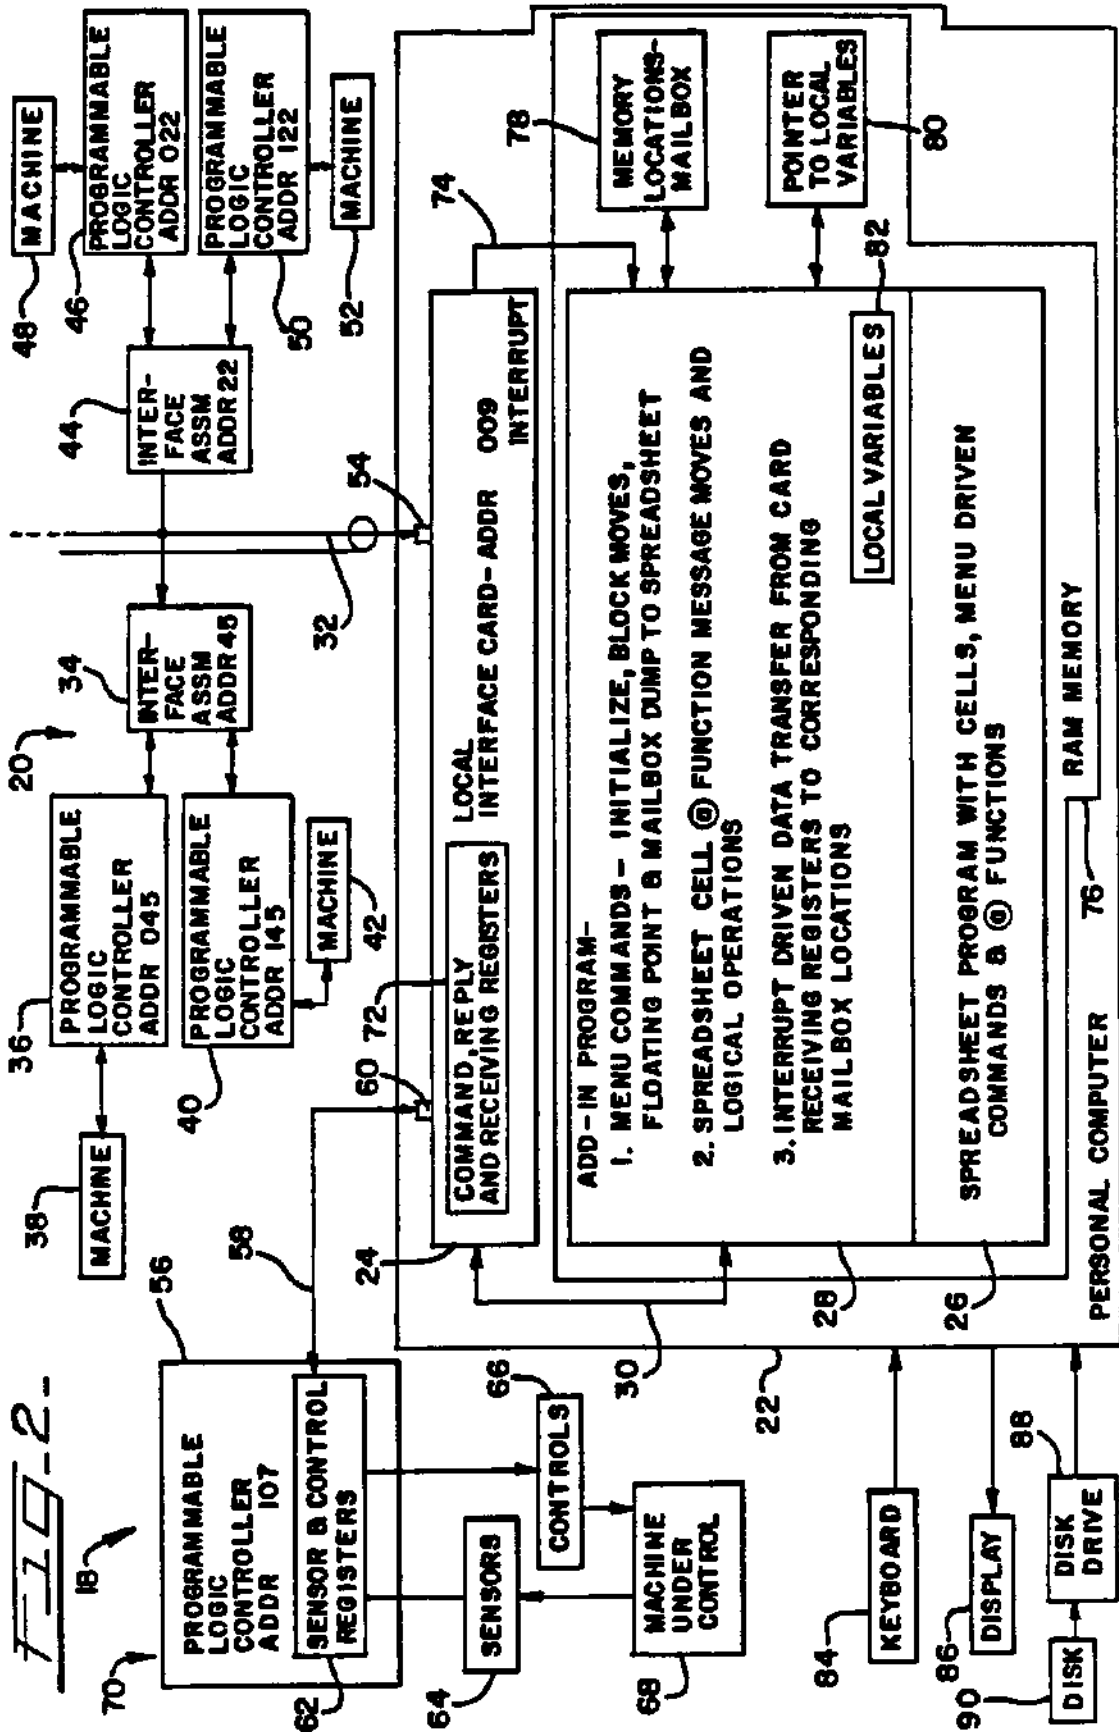 Fig-2-
18
70
56
PROGRAMMABLE
LOGIC
CONTROLLER
ADDR 107
SENSOR & CONTROL
REGISTERS
62
SENSORS
64
CONTROLS
66
MACHINE
UNDER
CONTROL
68
58
38
MACHINE
36
PROGRAMMABLE
LOGIC
CONTROLLER
ADDR 045
40
PROGRAMMABLE
LOGIC
CONTROLLER
ADDR 145
MACHINE
42
20
34
INTER-
FACE
ASSM
ADDR 45
32
44
INTER-
FACE
ASSM
ADDR 22
48
MACHINE
46
PROGRAMMABLE
LOGIC
CONTROLLER
ADDR 022
PROGRAMMABLE
LOGIC
CONTROLLER
ADDR 122
50
MACHINE
52
54
60
72
24
COMMAND, REPLY
AND RECEIVING REGISTERS
LOCAL
INTERFACE CARD-ADDR 009
INTERRUPT
74
78
MEMORY
LOCATIONS-
MAILBOX
POINTER
TO LOCAL
VARIABLES
80
ADD-IN PROGRAM-
1. MENU COMMANDS - INITIALIZE, BLOCK MOVES,
FLOATING POINT & MAILBOX DUMP TO SPREADSHEET
2. SPREADSHEET CELL @ FUNCTION MESSAGE MOVES AND
LOGICAL OPERATIONS
3. INTERRUPT DRIVEN DATA TRANSFER FROM CARD
RECEIVING REGISTERS TO CORRESPONDING
MAILBOX LOCATIONS
LOCAL VARIABLES
82
SPREADSHEET PROGRAM WITH CELLS, MENU DRIVEN
COMMANDS & @ FUNCTIONS
30
28
26
22
76
RAM MEMORY
PERSONAL COMPUTER
84
KEYBOARD
86
DISPLAY
88
DISK
DRIVE
90
DISK